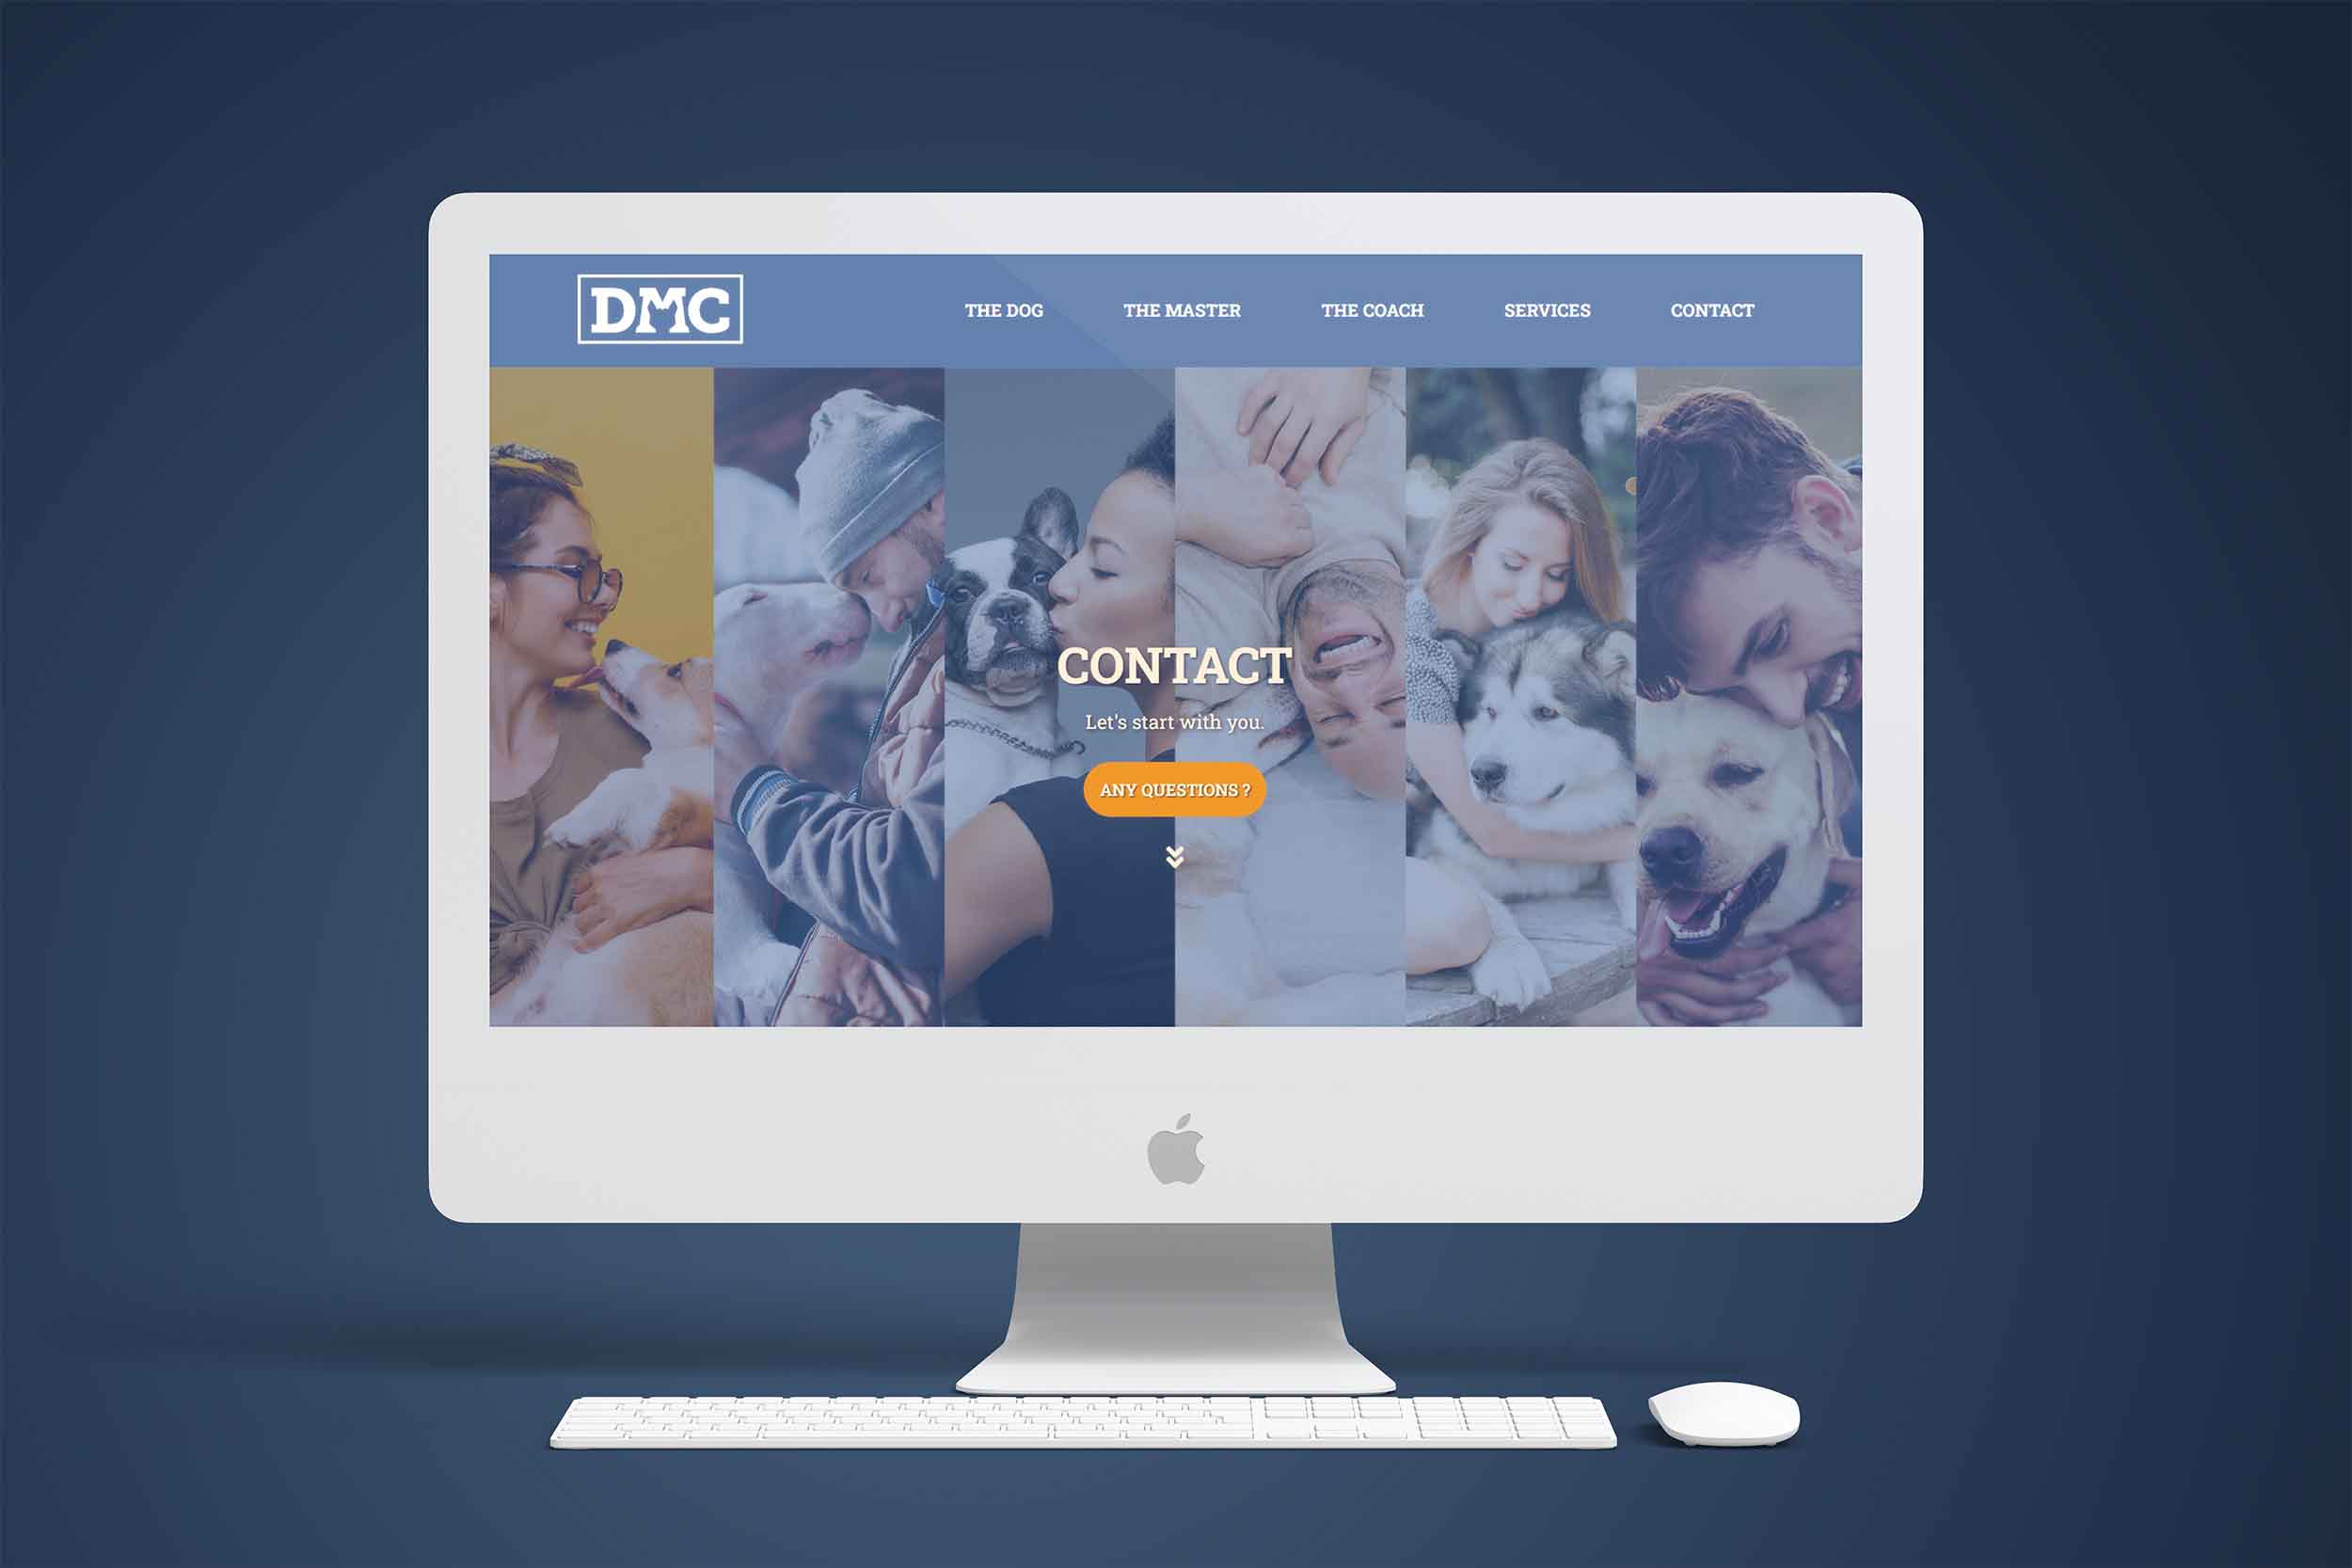 DMC
THE DOG THE MASTER THE COACH SERVICES CONTACT
CONTACT
Let's start with you.
ANY QUESTIONS ?